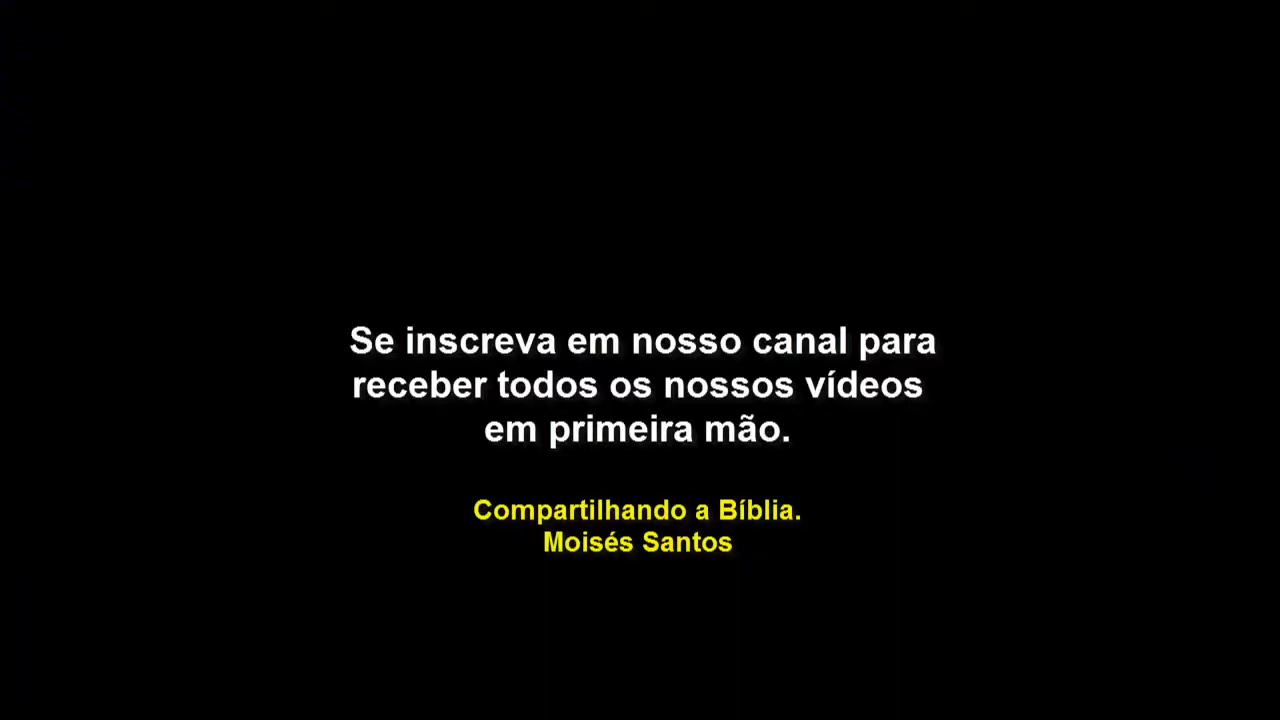 Se inscreva em nosso canal para
receber todos os nossos vídeos
em primeira mão.
Compartilhando a Bíblia.
Moisés Santos